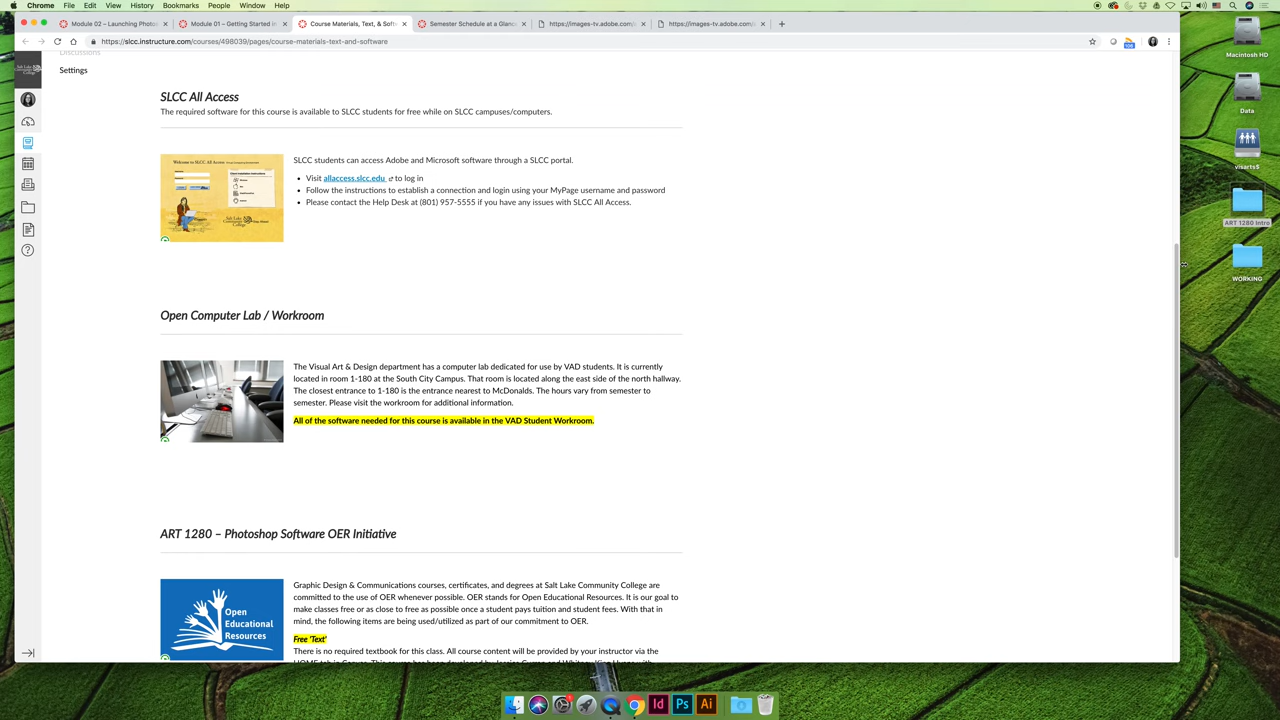 Chrome File Edit View History Bookmarks People Window Help
Module 02 – Launching Photos
Module 01 – Getting Started in
Course Materials, Text, & Softw
Semester Schedule at a Glance
https://images-tv.adobe.com/
https://images-tv.adobe.com/
https://slcc.instructure.com/courses/498039/pages/course-materials-text-and-software
106
Macintosh HD
Data
visarts$
ART 1280 Intro
WORKING
Discussions
Settings
SLCC All Access
The required software for this course is available to SLCC students for free while on SLCC campuses/computers.
Welcome to SLCC All Access
SLCC students can access Adobe and Microsoft software through a SLCC portal.
Visit allaccess.slcc.edu to log in
Follow the instructions to establish a connection and login using your MyPage username and password
Please contact the Help Desk at (801) 957-5555 if you have any issues with SLCC All Access.
Open Computer Lab / Workroom
The Visual Art & Design department has a computer lab dedicated for use by VAD students. It is currently
located in room 1-180 at the South City Campus. That room is located along the east side of the north hallway.
The closest entrance to 1-180 is the entrance nearest to McDonalds. The hours vary from semester to
semester. Please visit the workroom for additional information.
All of the software needed for this course is available in the VAD Student Workroom.
ART 1280 – Photoshop Software OER Initiative
Open
Educational
Resources
Graphic Design & Communications courses, certificates, and degrees at Salt Lake Community College are
committed to the use of OER whenever possible. OER stands for Open Educational Resources. It is our goal to
make classes free or as close to free as possible once a student pays tuition and student fees. With that in
mind, the following items are being used/utilized as part of our commitment to OER.
Free 'Text'
There is no required textbook for this class. All course content will be provided by your instructor via the
Id Ps Ai